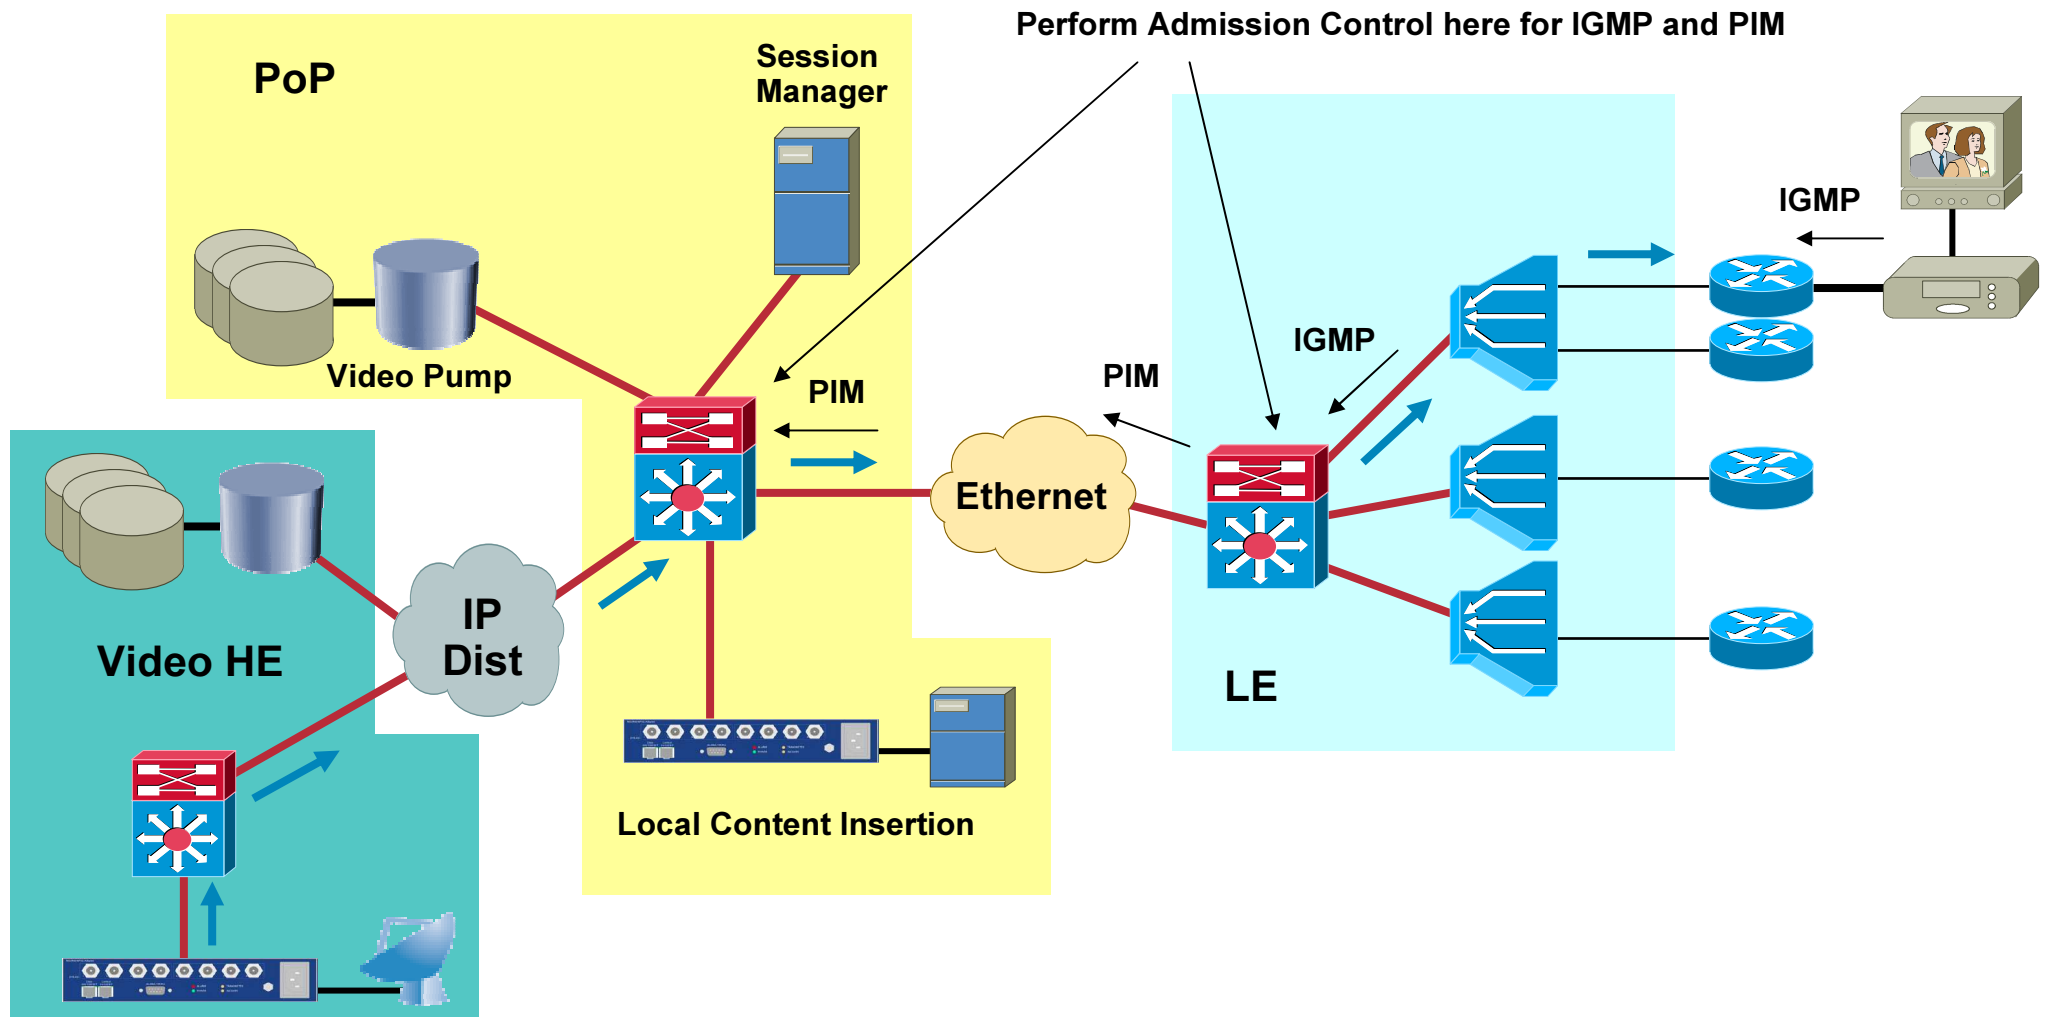 Perform Admission Control here for IGMP and PIM
PoP
Session
Manager
IGMP
Video Pump
PIM
IGMP
PIM
Ethernet
IP
Dist
Video HE
LE
Local Content Insertion